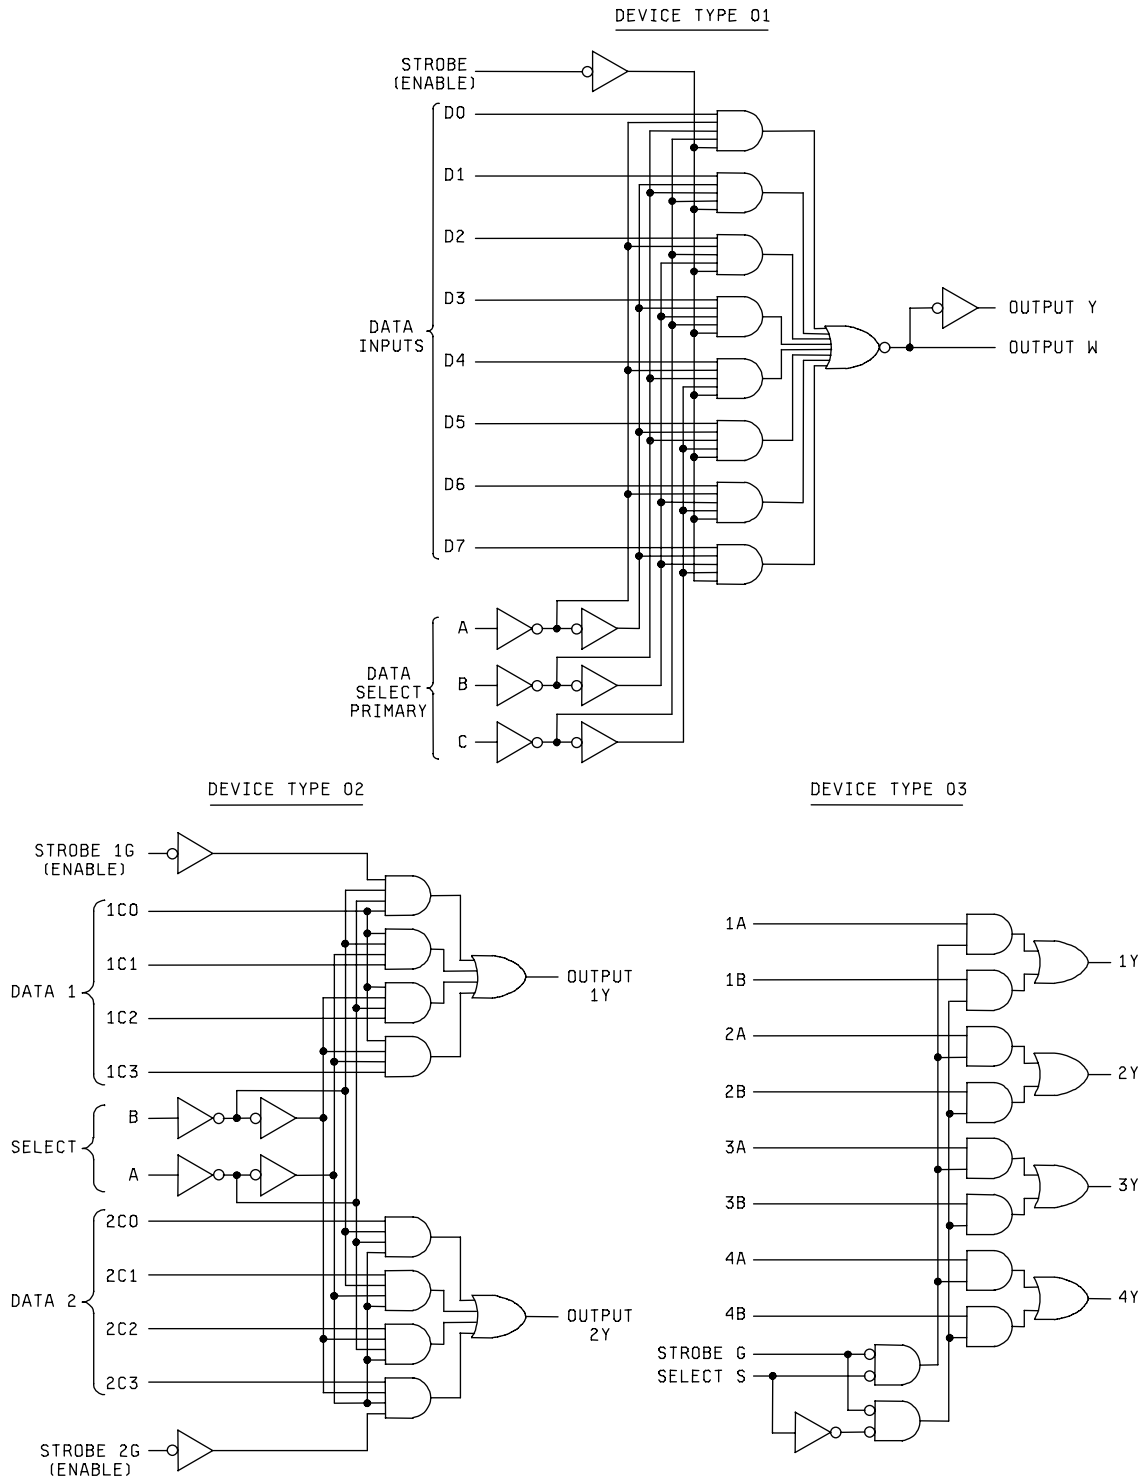 DEVICE TYPE 01
STROBE
(ENABLE)
D0
D1
D2
D3
DATA
INPUTS
D4
D5
D6
D7
OUTPUT Y
OUTPUT W
A
DATA
SELECT
PRIMARY
B
C
DEVICE TYPE 02
STROBE 1G
(ENABLE)
1C0
1C1
DATA 1
1C2
1C3
OUTPUT
1Y
B
SELECT
A
2C0
2C1
DATA 2
2C2
2C3
OUTPUT
2Y
STROBE 2G
(ENABLE)
DEVICE TYPE 03
1A
1Y
1B
2A
2Y
2B
3A
3Y
3B
4A
4Y
4B
STROBE G
SELECT S